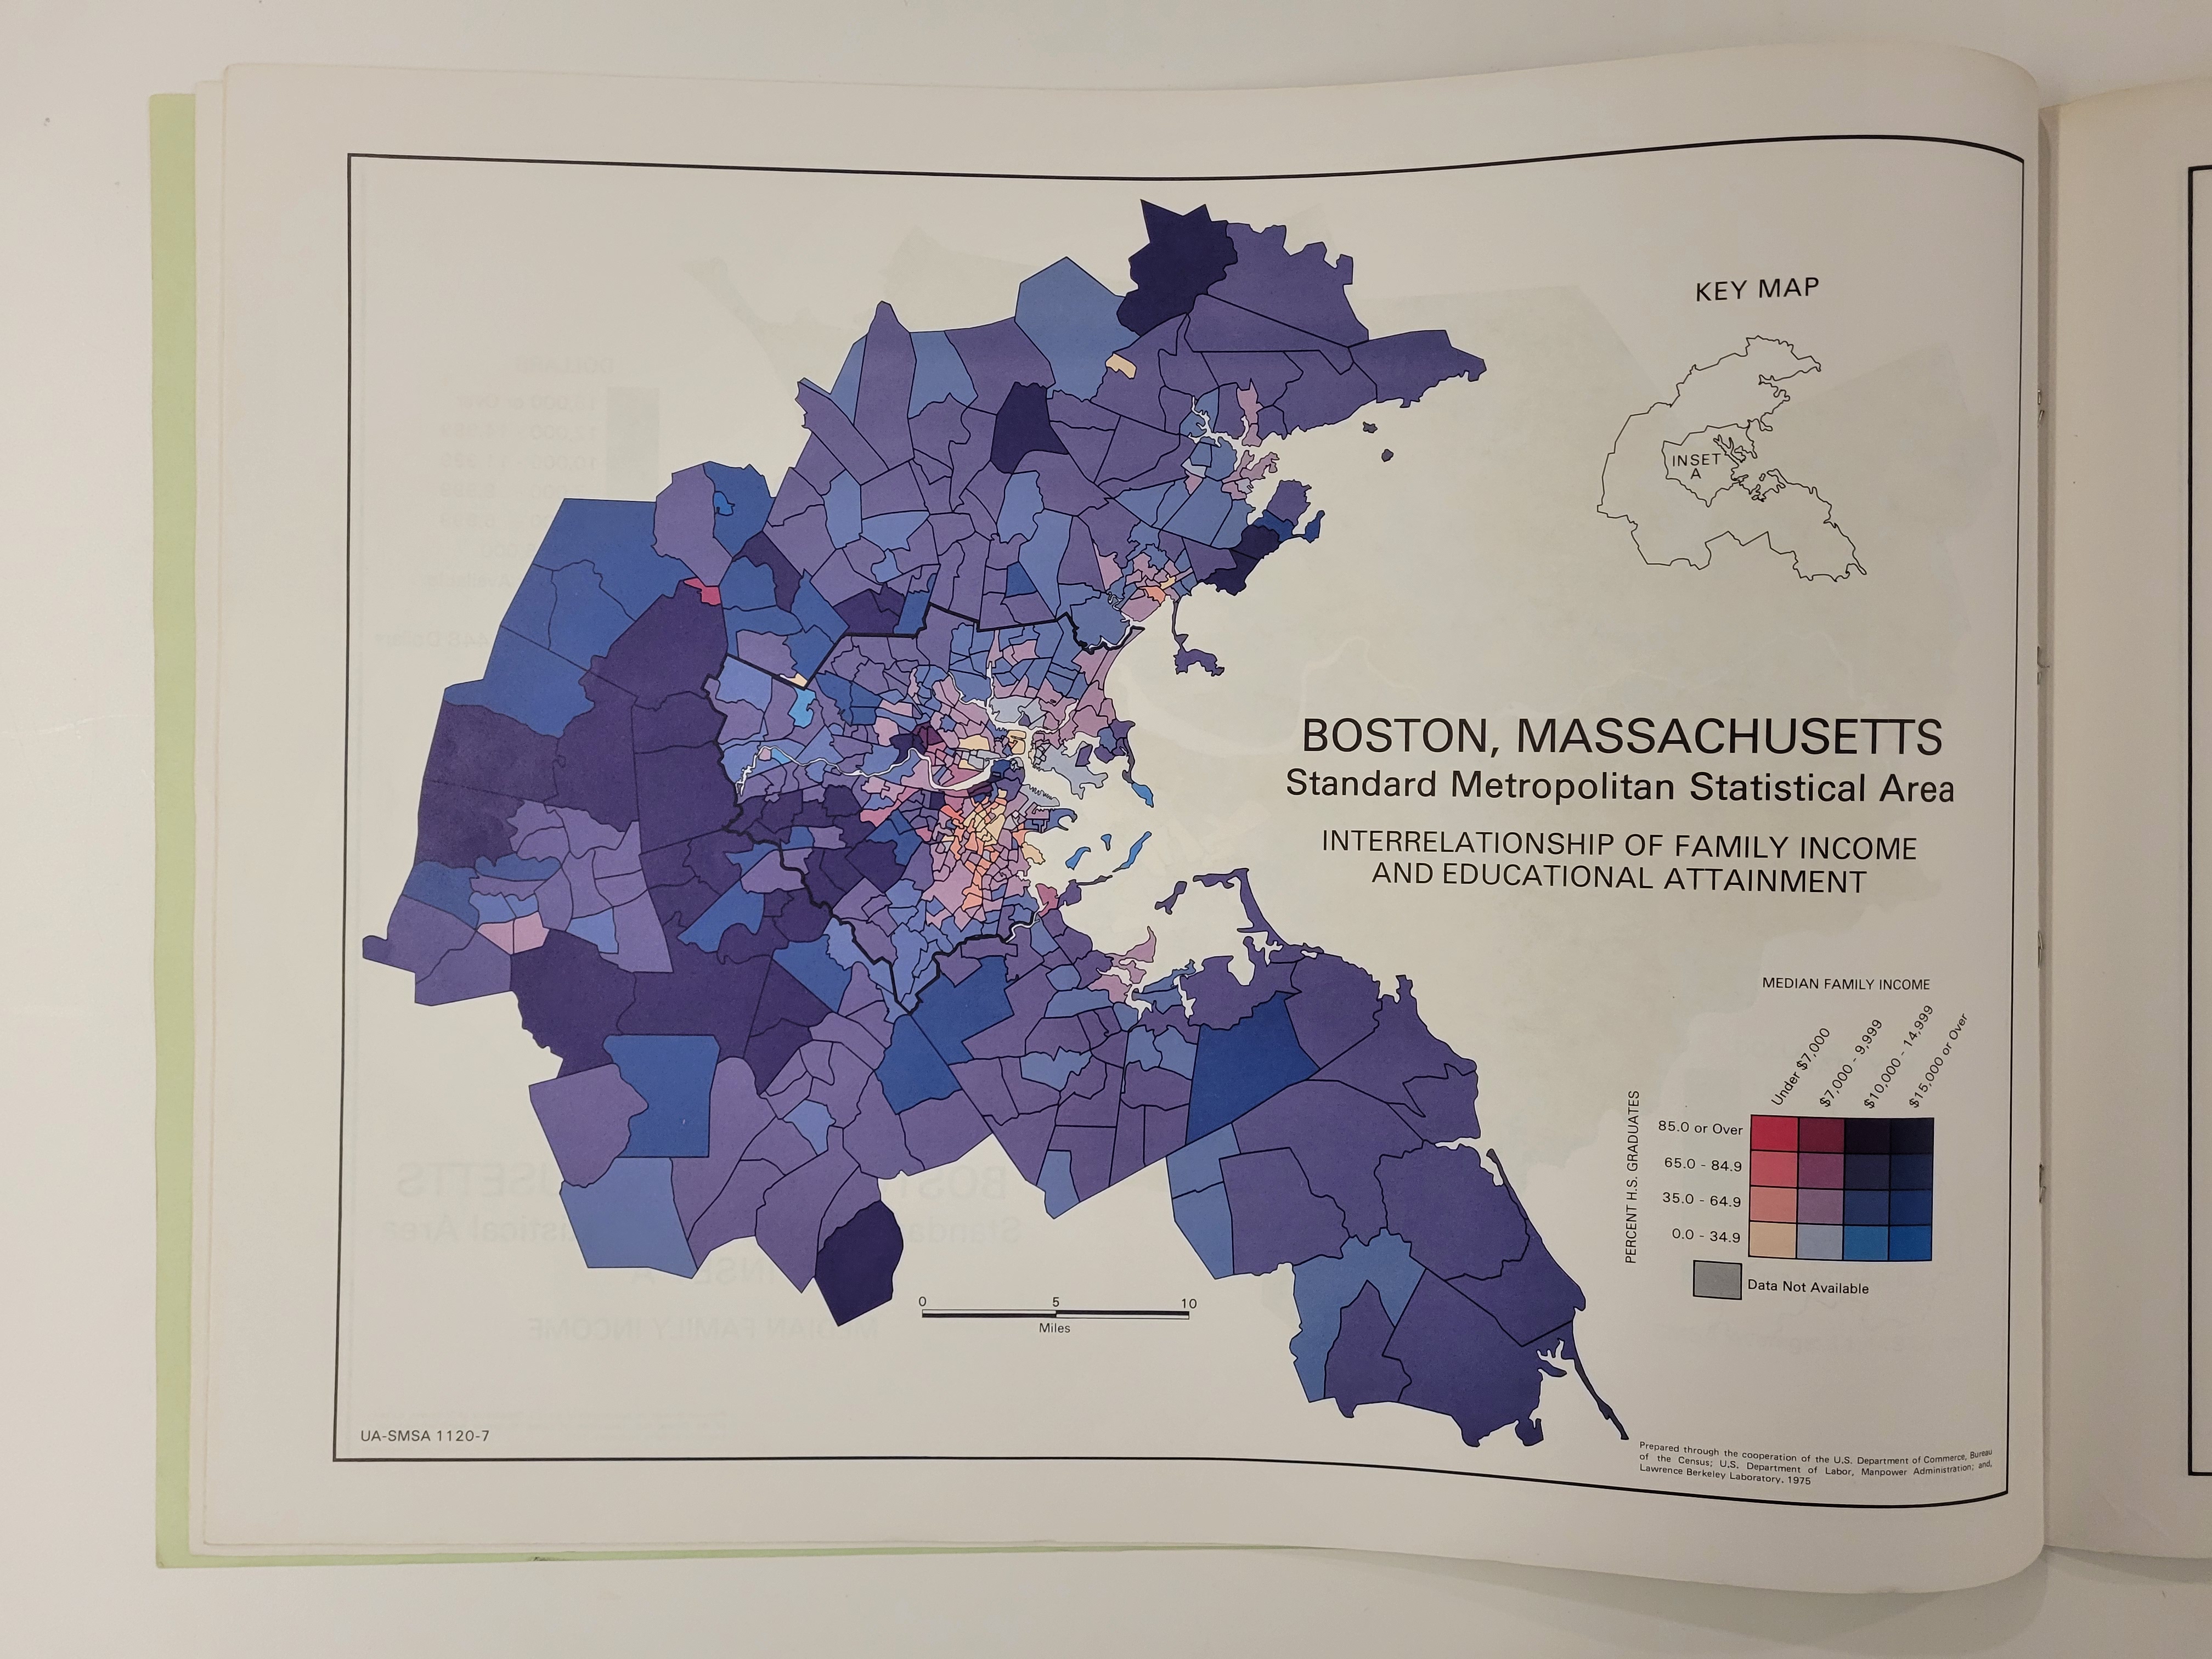 KEY MAP
INSET
A
BOSTON, MASSACHUSETTS
Standard Metropolitan Statistical Area
INTERRELATIONSHIP OF FAMILY INCOME
AND EDUCATIONAL ATTAINMENT
MEDIAN FAMILY INCOME
Under $7,000
$7,000 - 9,999
$10,000 - 14,999
$15,000 or Over
PERCENT H.S. GRADUATES
85.0 or Over
65.0 - 84.9
35.0 - 64.9
0.0 - 34.9
Data Not Available
0 5 10
Miles
UA-SMSA 1120-7
Prepared through the cooperation of the U.S. Department of Commerce, Bureau
of the Census; U.S. Department of Labor, Manpower Administration; and,
Lawrence Berkeley Laboratory. 1975